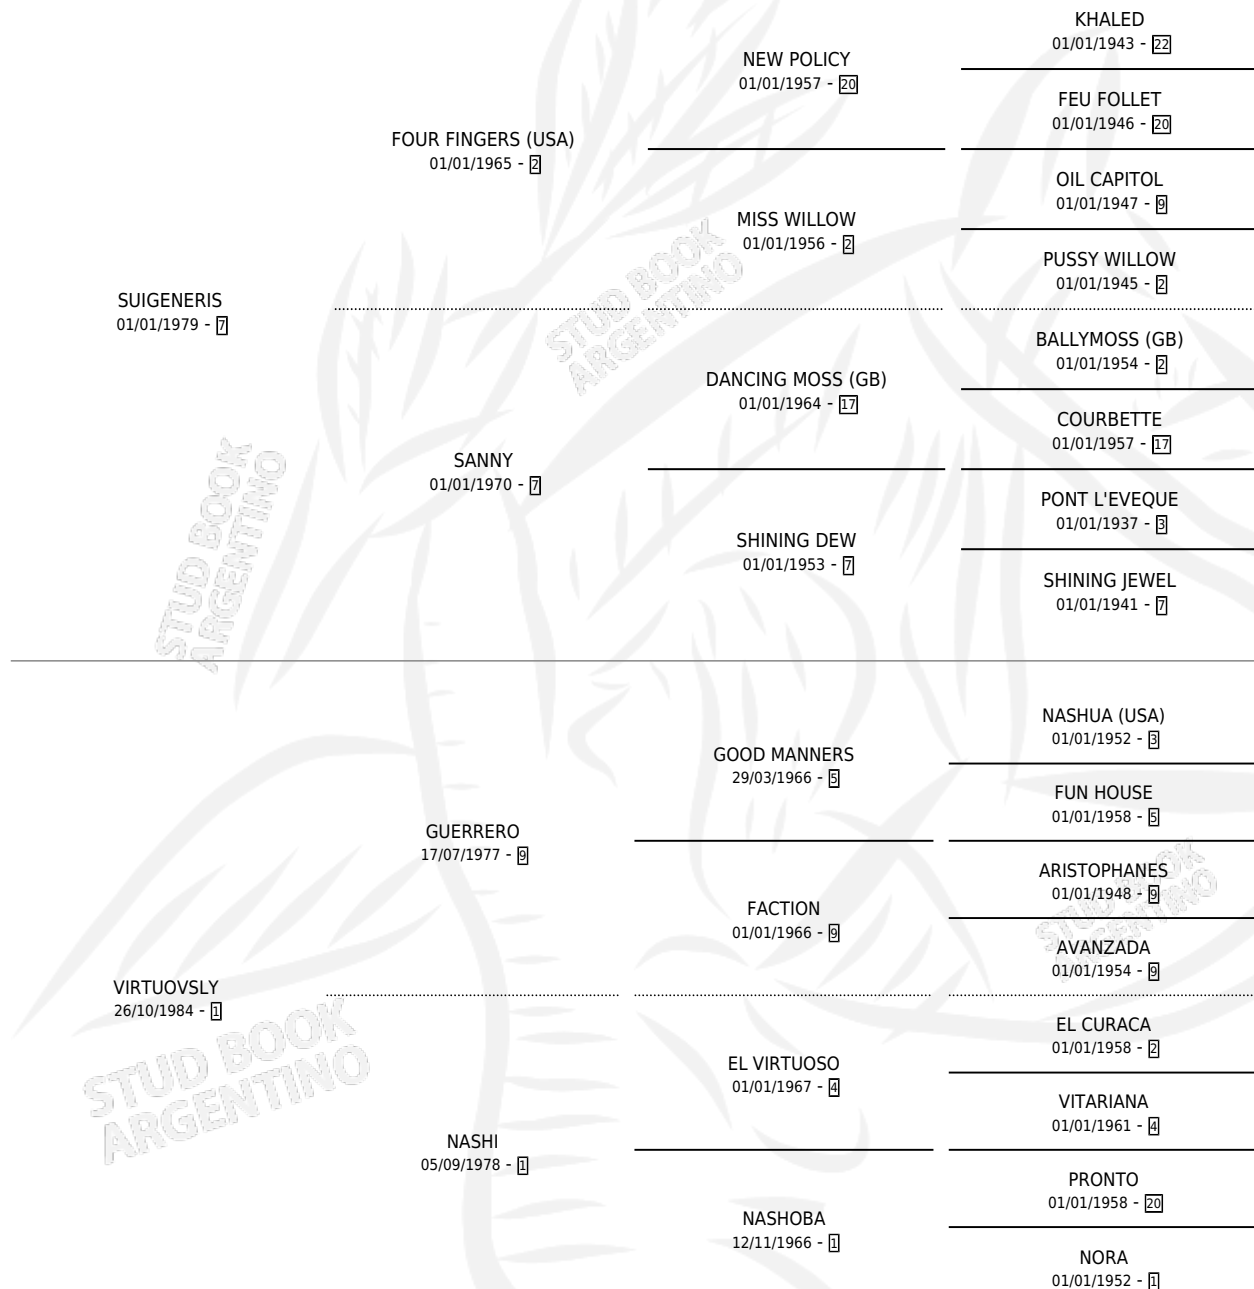 KHALED
01/01/1943 - 22
NEW POLICY
01/01/1957 - 20
FEU FOLLET
01/01/1946 - 20
FOUR FINGERS (USA)
01/01/1965 - 2
OIL CAPITOL
01/01/1947 - 9
MISS WILLOW
01/01/1956 - 2
PUSSY WILLOW
01/01/1945 - 2
SUIGENERIS
01/01/1979 - 7
STUD BOOK
ARGENTINO
BALLYMOSS (GB)
01/01/1954 - 2
DANCING MOSS (GB)
01/01/1964 - 17
COURBETTE
01/01/1957 - 17
SANNY
01/01/1970 - 7
PONT L'EVEQUE
01/01/1937 - 3
SHINING DEW
01/01/1953 - 7
SHINING JEWEL
01/01/1941 - 7
STUD BOOK
ARGENTINO
NASHUA (USA)
01/01/1952 - 3
GOOD MANNERS
29/03/1966 - 5
FUN HOUSE
01/01/1958 - 5
GUERRERO
17/07/1977 - 9
ARISTOPHANES
01/01/1948 - 9
FACTION
01/01/1966 - 9
AVANZADA
01/01/1954 - 9
STUD BOOK
ARGENTINO
VIRTUOVSLY
26/10/1984 - 1
EL CURACA
01/01/1958 - 2
EL VIRTUOSO
01/01/1967 - 4
VITARIANA
01/01/1961 - 4
STUD BOOK
ARGENTINO
NASHI
05/09/1978 - 1
PRONTO
01/01/1958 - 20
NASHOBA
12/11/1966 - 1
NORA
01/01/1952 - 1